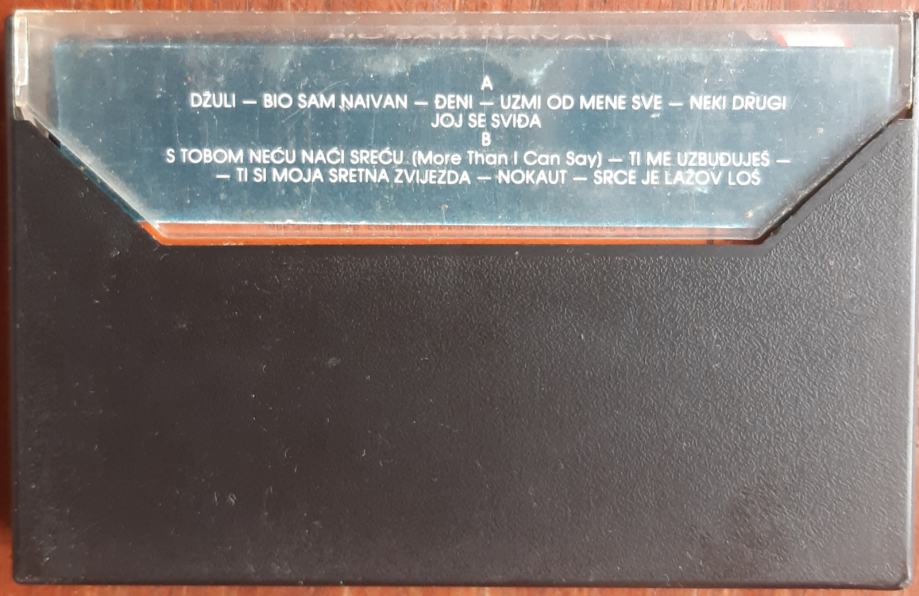 A
DŽULI — BIO SAM NAIVAN — ĐENI — UZMI OD MENE SVE — NEKI DRUGI
JOJ SE SVIĐA
B
S TOBOM NEĆU NAĆI SREĆU (More Than I Can Say) — TI ME UZBUĐUJEŠ —
— TI SI MOJA SRETNA ZVIJEZDA — NOKAUT — SRCE JE LAŽOV LOŠ